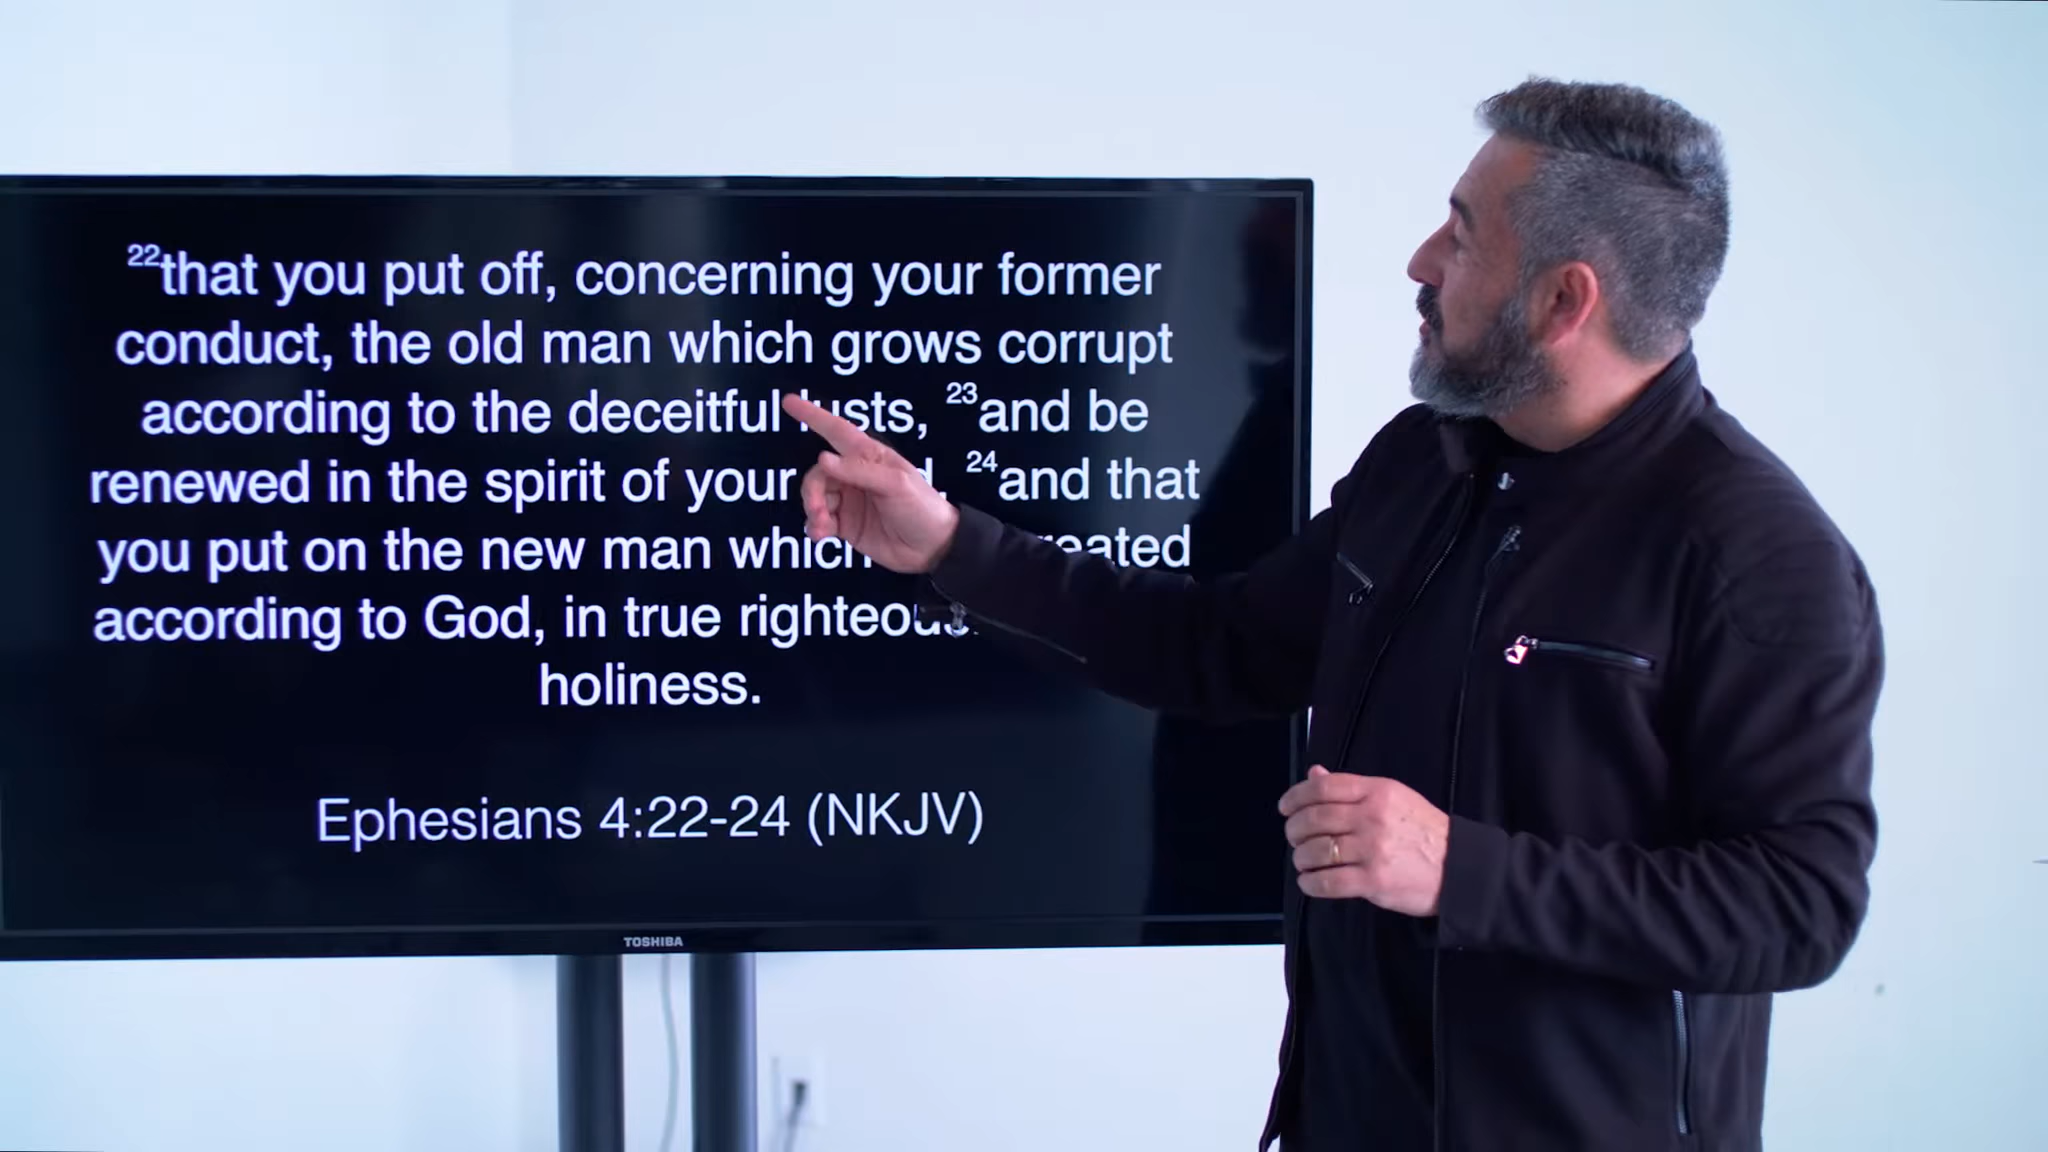 22that you put off, concerning your former
conduct, the old man which grows corrupt
according to the deceitful lusts, 23and be
renewed in the spirit of your 24and that
you put on the new man which
according to God, in true
holiness.
Ephesians 4:22-24 (NKJV)
TOSHIBA